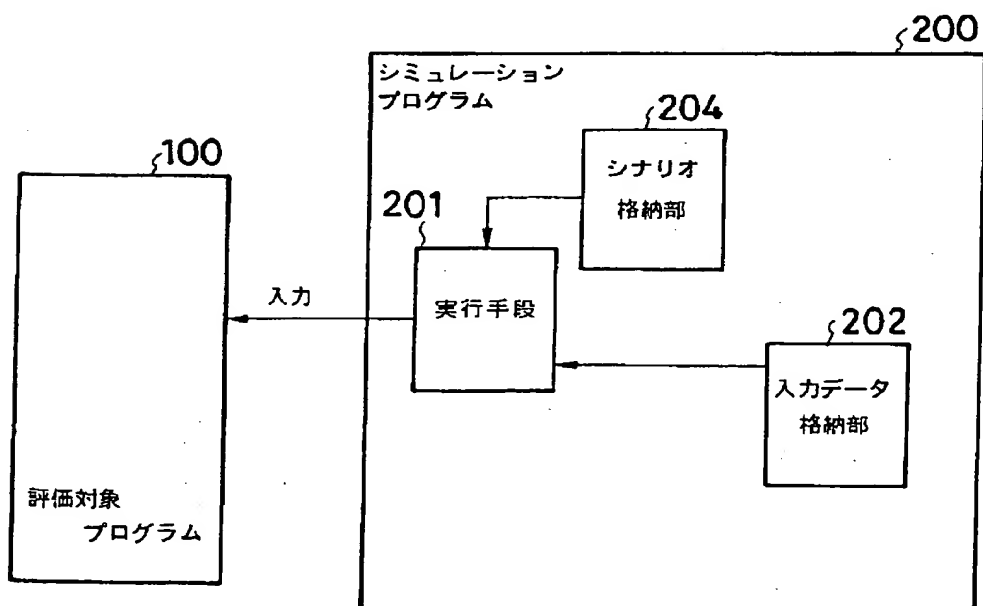 200
シミュレーション
プログラム
204
シナリオ
格納部
100
201
実行手段
入力
202
入力データ
格納部
評価対象
プログラム